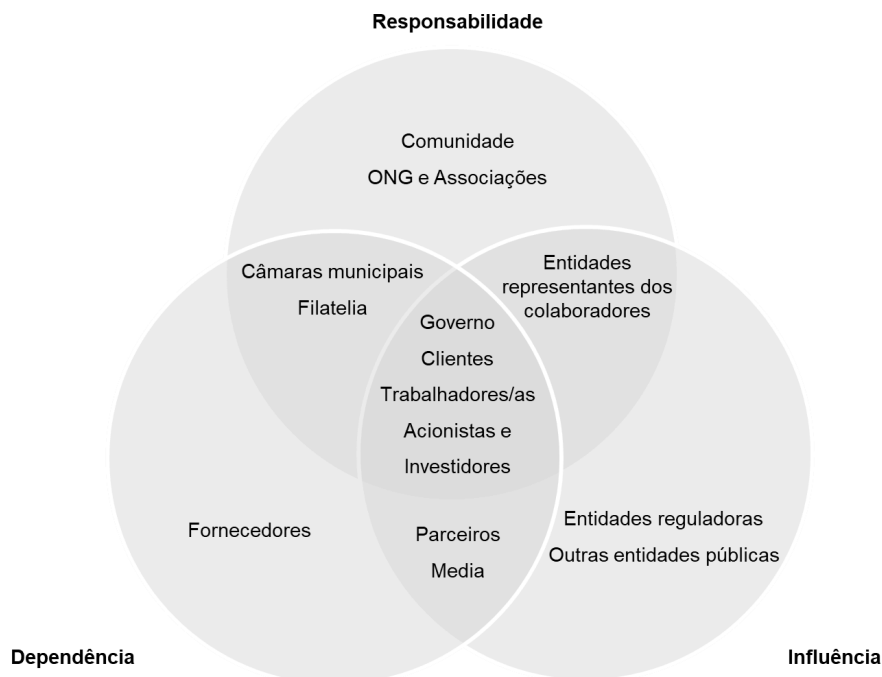 Responsabilidade
Comunidade
ONG e Associações
Câmaras municipais
Filatelia
Entidades
representantes dos
colaboradores
Governo
Clientes
Trabalhadores/as
Acionistas e
Investidores
Fornecedores
Parceiros
Media
Entidades reguladoras
Outras entidades públicas
Dependência
Influência